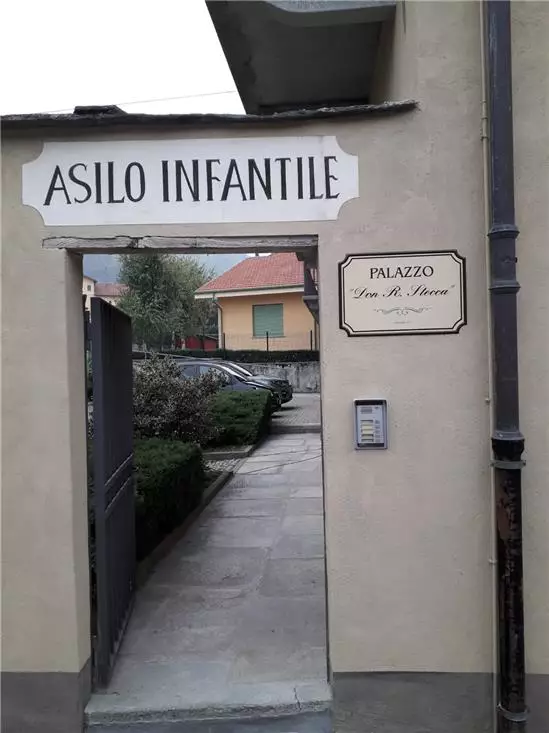 ASILO INFANTILE
PALAZZO
"Don R. Stecca"